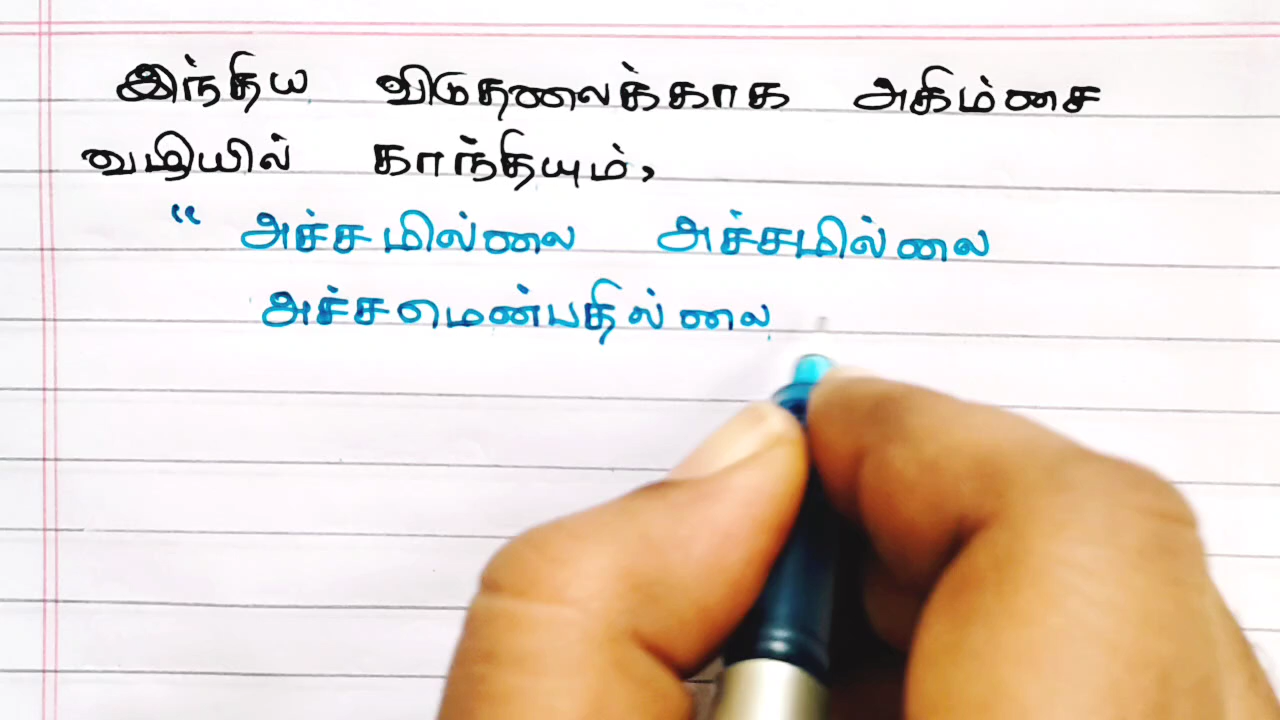 இந்திய விடுதலைக்காக அகிம்சை
வழியில் காந்தியும்,
“ அச்சமில்லை அச்சமில்லை
அச்சமென்பதில்லை